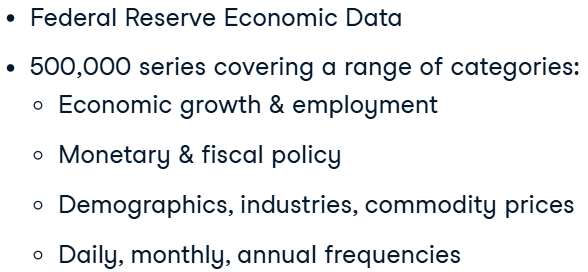 • Federal Reserve Economic Data
• 500,000 series covering a range of categories:
◦ Economic growth & employment
◦ Monetary & fiscal policy
◦ Demographics, industries, commodity prices
◦ Daily, monthly, annual frequencies